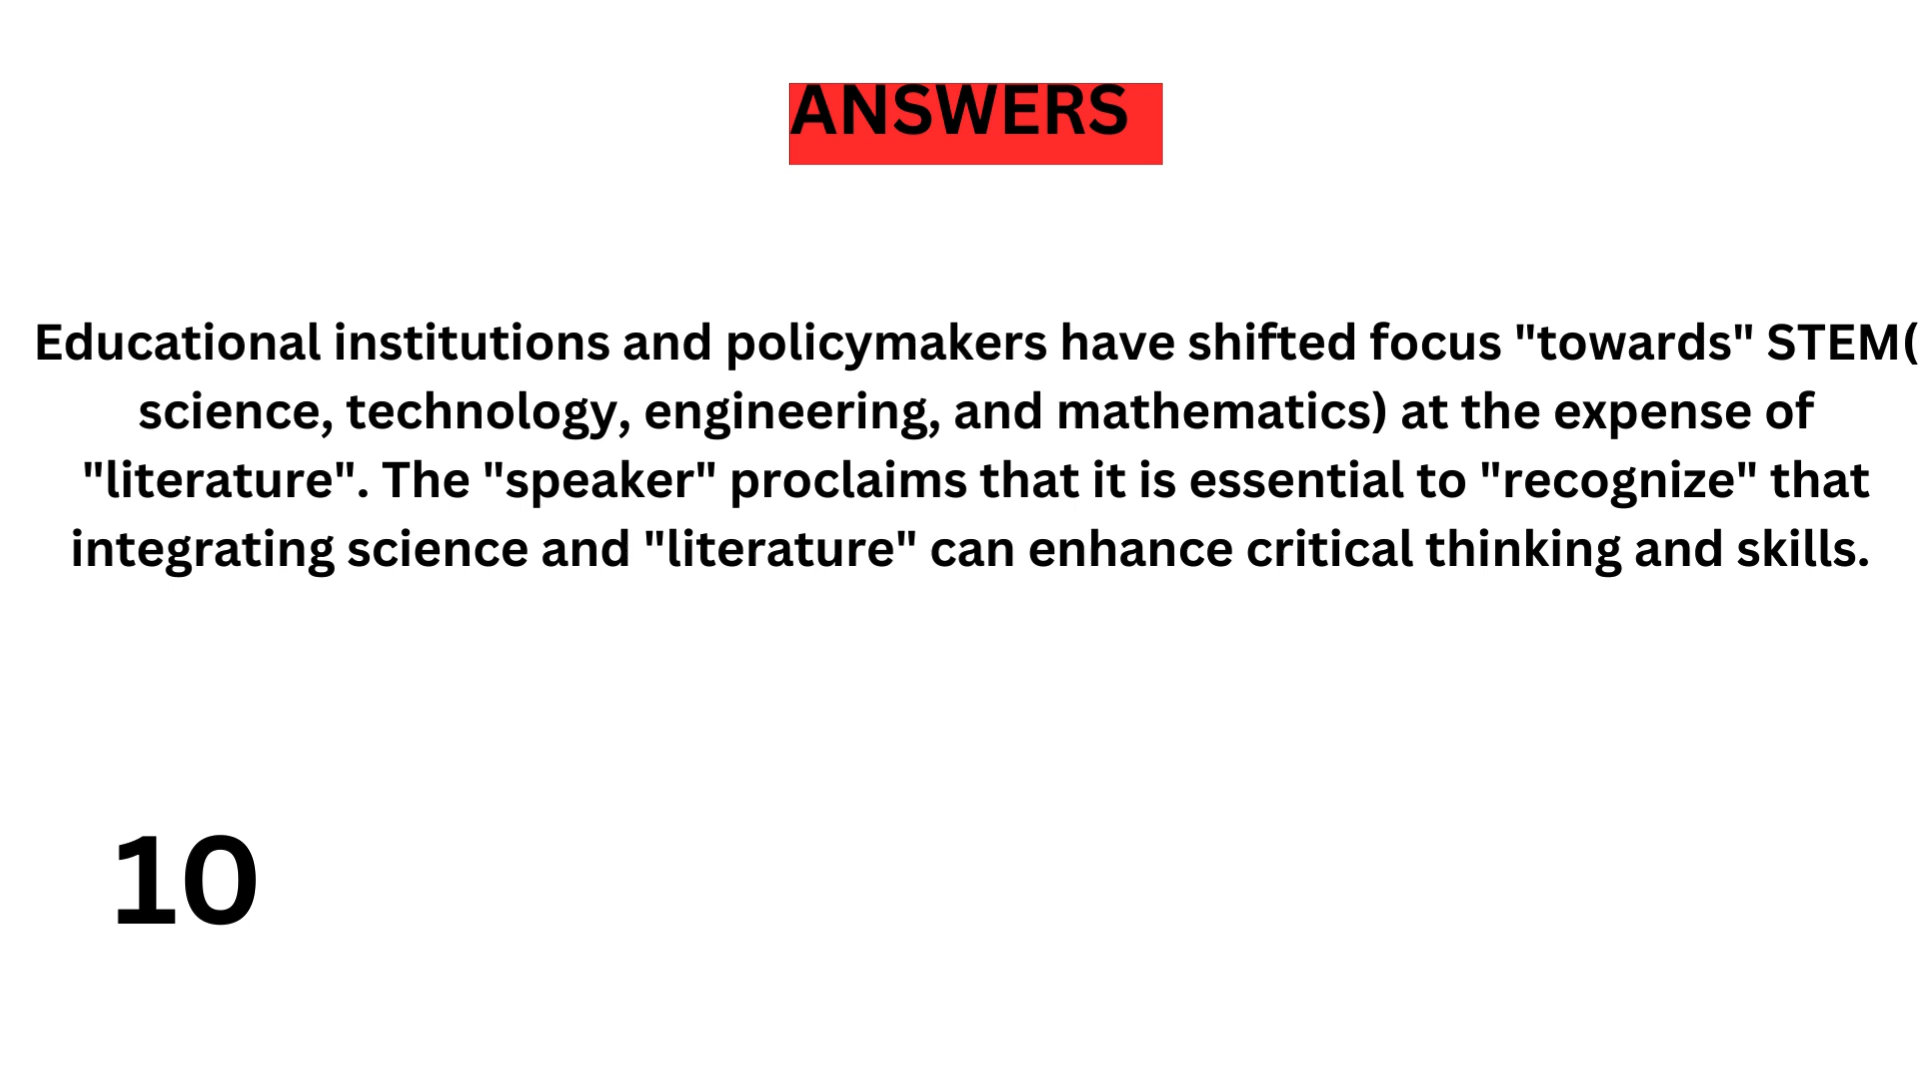 ANSWERS
Educational institutions and policymakers have shifted focus "towards" STEM(
science, technology, engineering, and mathematics) at the expense of
"literature". The "speaker" proclaims that it is essential to "recognize" that
integrating science and "literature" can enhance critical thinking and skills.
10